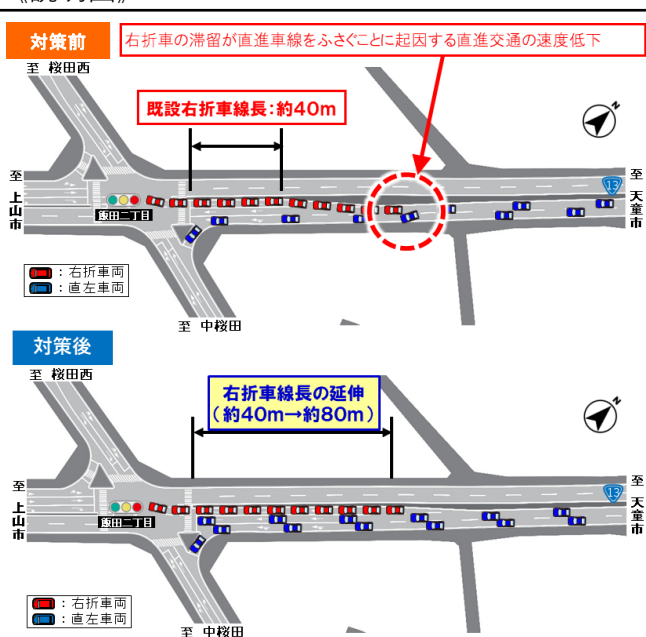 対策前
右折車の滞留が直進車線をふさぐことに起因する直進交通の速度低下
至 桜田西
既設右折車線長:約40m
N
至上山市
13
至天童市
飯田二丁目
:右折車両
:直左車両
至 中桜田
対策後
至 桜田西
右折車線長の延伸
(約40m→約80m)
至上山市
13
至天童市
飯田二丁目
:右折車両
:直左車両
至 中桜田